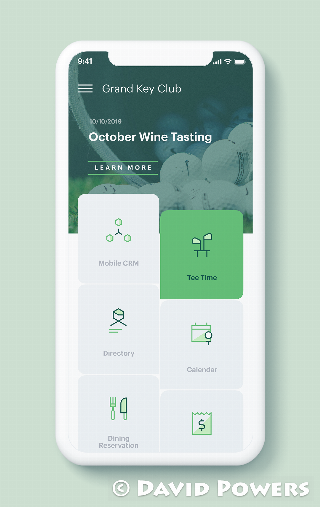 9:41
Grand Key Club
10/10/2019
October Wine Tasting
LEARN MORE
Mobile CRM
Tee Time
Directory
Calendar
Dining
Reservation
$
© David Powers